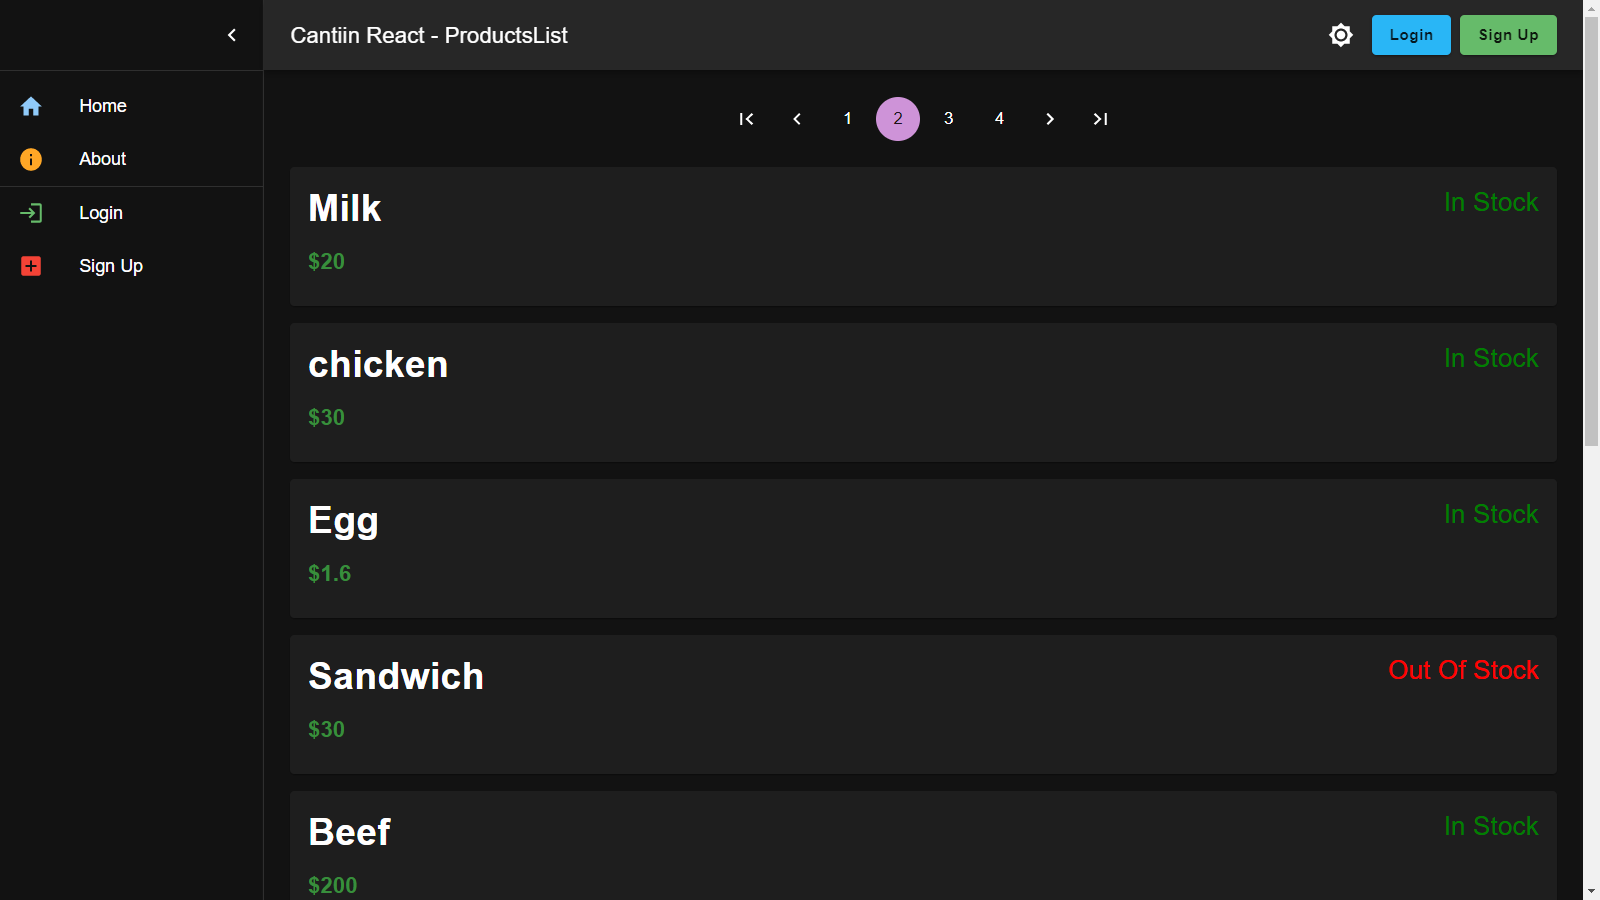 Cantiin React - ProductsList
Login
Sign Up
Home
About
Login
Sign Up
1 2 3 4
Milk
In Stock
$20
chicken
In Stock
$30
Egg
In Stock
$1.6
Sandwich
Out Of Stock
$30
Beef
In Stock
$200